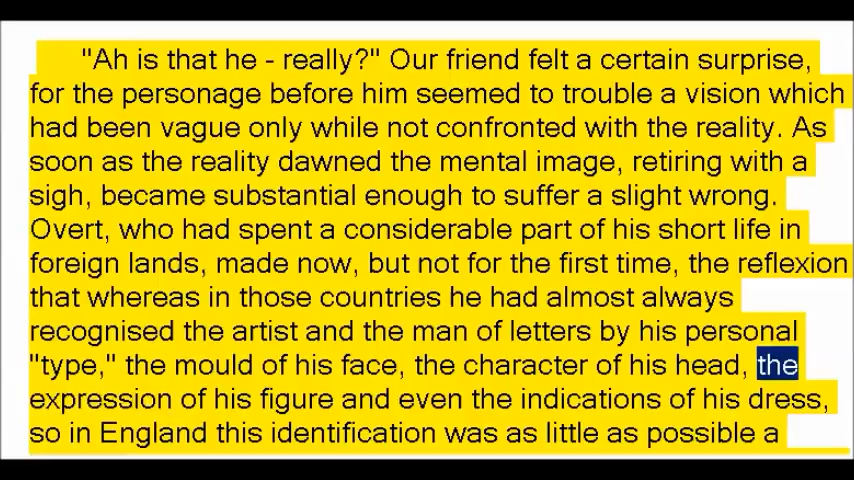 "Ah is that he - really?" Our friend felt a certain surprise,
for the personage before him seemed to trouble a vision which
had been vague only while not confronted with the reality. As
soon as the reality dawned the mental image, retiring with a
sigh, became substantial enough to suffer a slight wrong.
Overt, who had spent a considerable part of his short life in
foreign lands, made now, but not for the first time, the reflexion
that whereas in those countries he had almost always
recognised the artist and the man of letters by his personal
"type," the mould of his face, the character of his head, the
expression of his figure and even the indications of his dress,
so in England this identification was as little as possible a